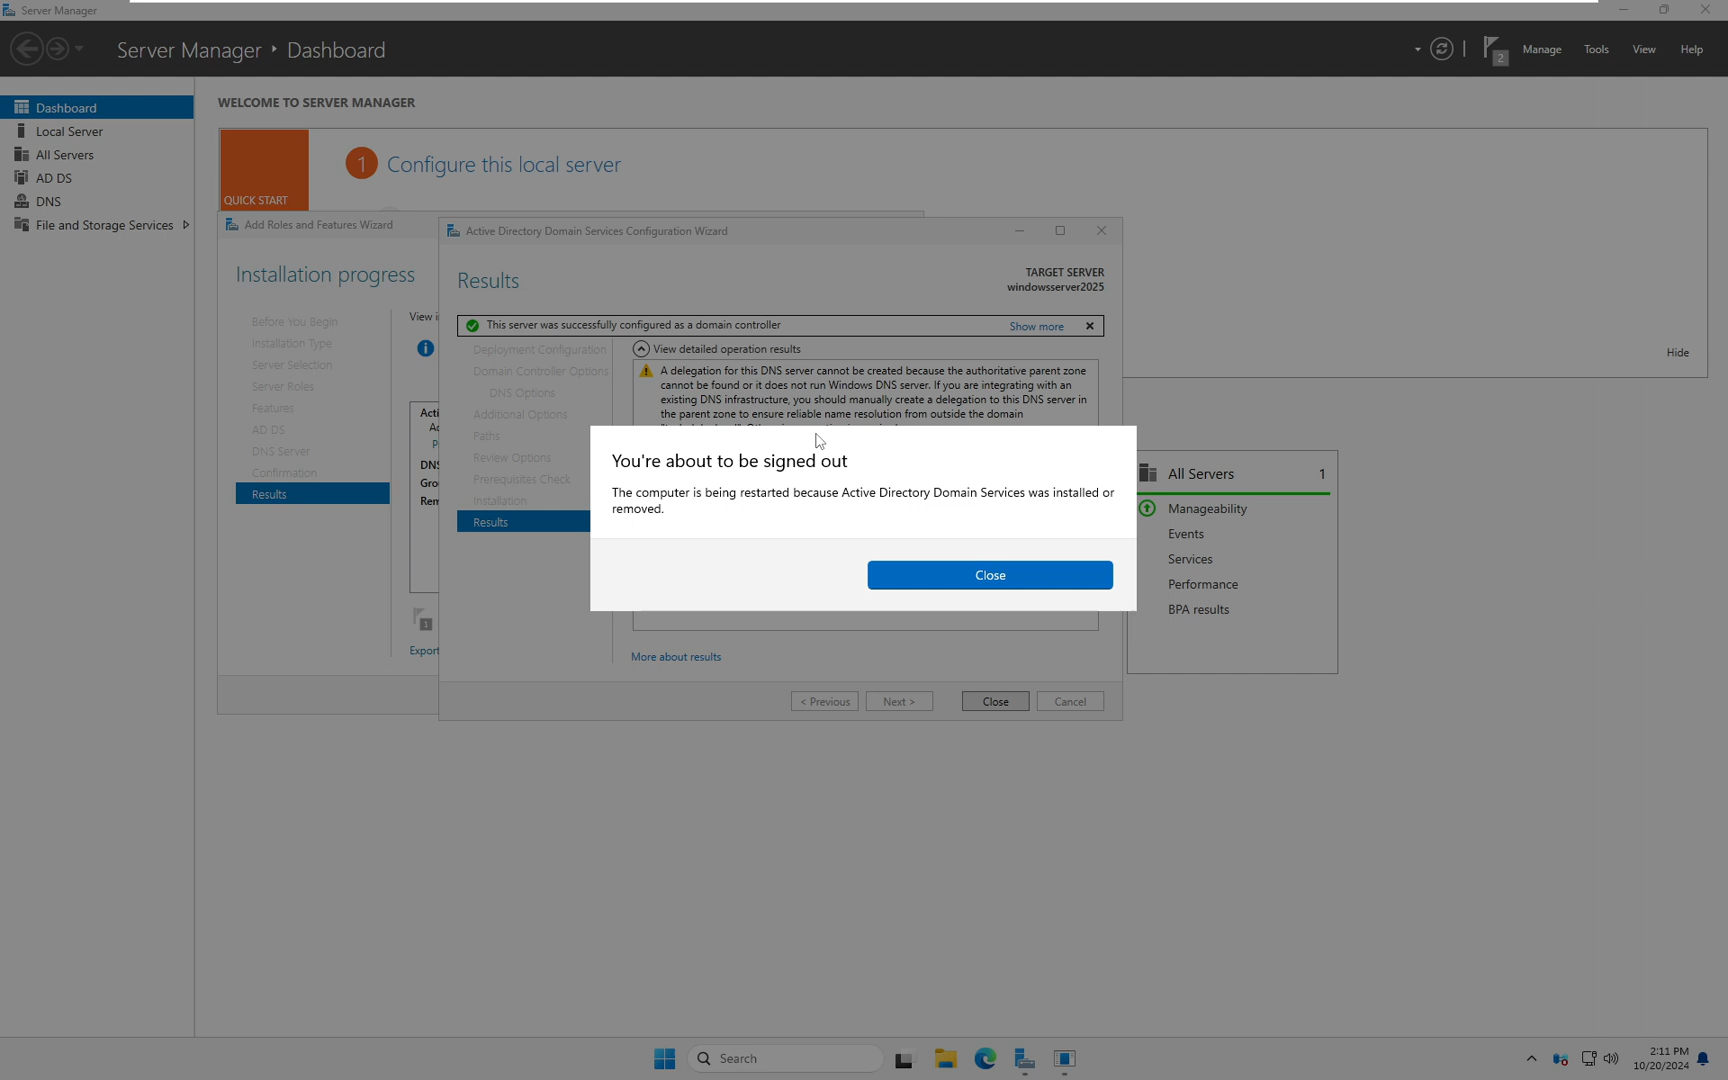 Server Manager
Server Manager ‣ Dashboard
2
Manage
Tools
View
Help
Dashboard
Local Server
All Servers
AD DS
DNS
File and Storage Services
WELCOME TO SERVER MANAGER
QUICK START
1 Configure this local server
Hide
Add Roles and Features Wizard
Installation progress
Before You Begin
Installation Type
Server Selection
Server Roles
Features
AD DS
DNS Server
Confirmation
Results
View i
Acti
P
DNS
Gro
Rem
1
Export
Active Directory Domain Services Configuration Wizard
Results
TARGET SERVER
windowsserver2025
This server was successfully configured as a domain controller
Show more
Deployment Configuration
Domain Controller Options
DNS Options
Additional Options
Paths
Review Options
Prerequisites Check
Installation
Results
View detailed operation results
A delegation for this DNS server cannot be created because the authoritative parent zone
cannot be found or it does not run Windows DNS server. If you are integrating with an
existing DNS infrastructure, you should manually create a delegation to this DNS server in
the parent zone to ensure reliable name resolution from outside the domain
More about results
< Previous
Next >
Close
Cancel
You're about to be signed out
The computer is being restarted because Active Directory Domain Services was installed or
removed.
Close
All Servers 1
Manageability
Events
Services
Performance
BPA results
Search
2:11 PM
10/20/2024